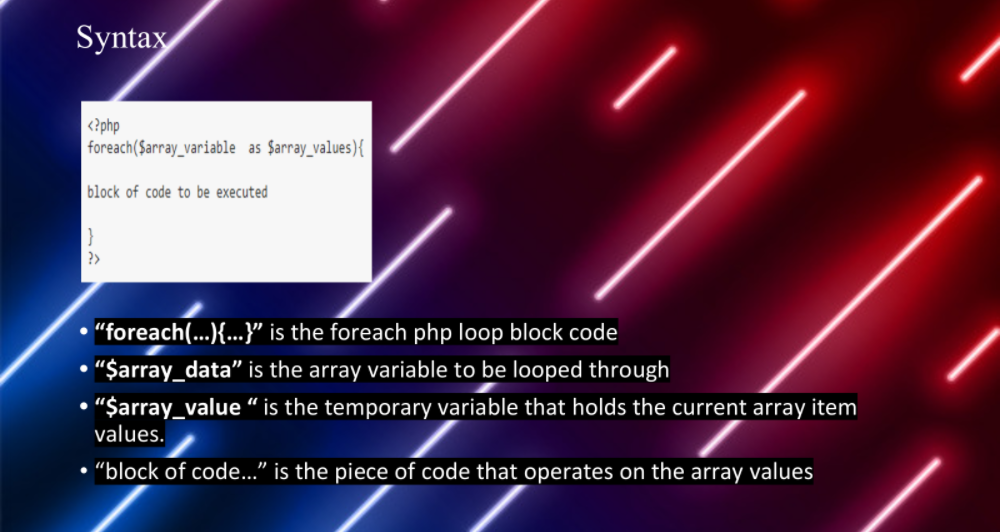 Syntax
<?php
foreach($array_variable as $array_values){
block of code to be executed
}
?>
• “foreach(…){…}” is the foreach php loop block code
• “$array_data” is the array variable to be looped through
• “$array_value “ is the temporary variable that holds the current array item
values.
• “block of code…” is the piece of code that operates on the array values